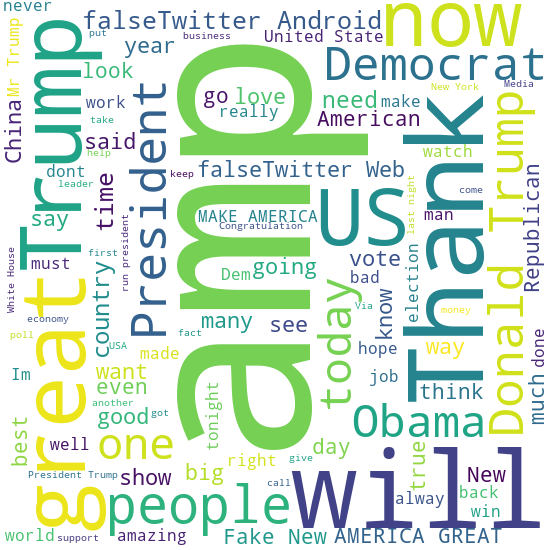 never
put
falseTwitter Android
now
business
United State
Mr Trump
year
Democrat
look
go
love
need
make
New York
Media
China
work
really
American
take
said
watch
help
dont
falseTwitter Web
Trump
President
amp
Thank
leader
keep
come
last night
time
MAKE AMERICA
US
man
say
Congratulation
vote
Republican
Donald Trump
must
going
bad
election
White House
first
run president
country
Dem
know
great
many
see
today
Via
money
economy
poll
USA
fact
hope
way
done
made
job
Im
want
think
much
even
another
got
tonight
best
good
Obama
one
day
true
well
show
big
right
give
New
President Trump
call
back
people
will
alway
win
world
support
amazing
Fake New
AMERICA GREAT